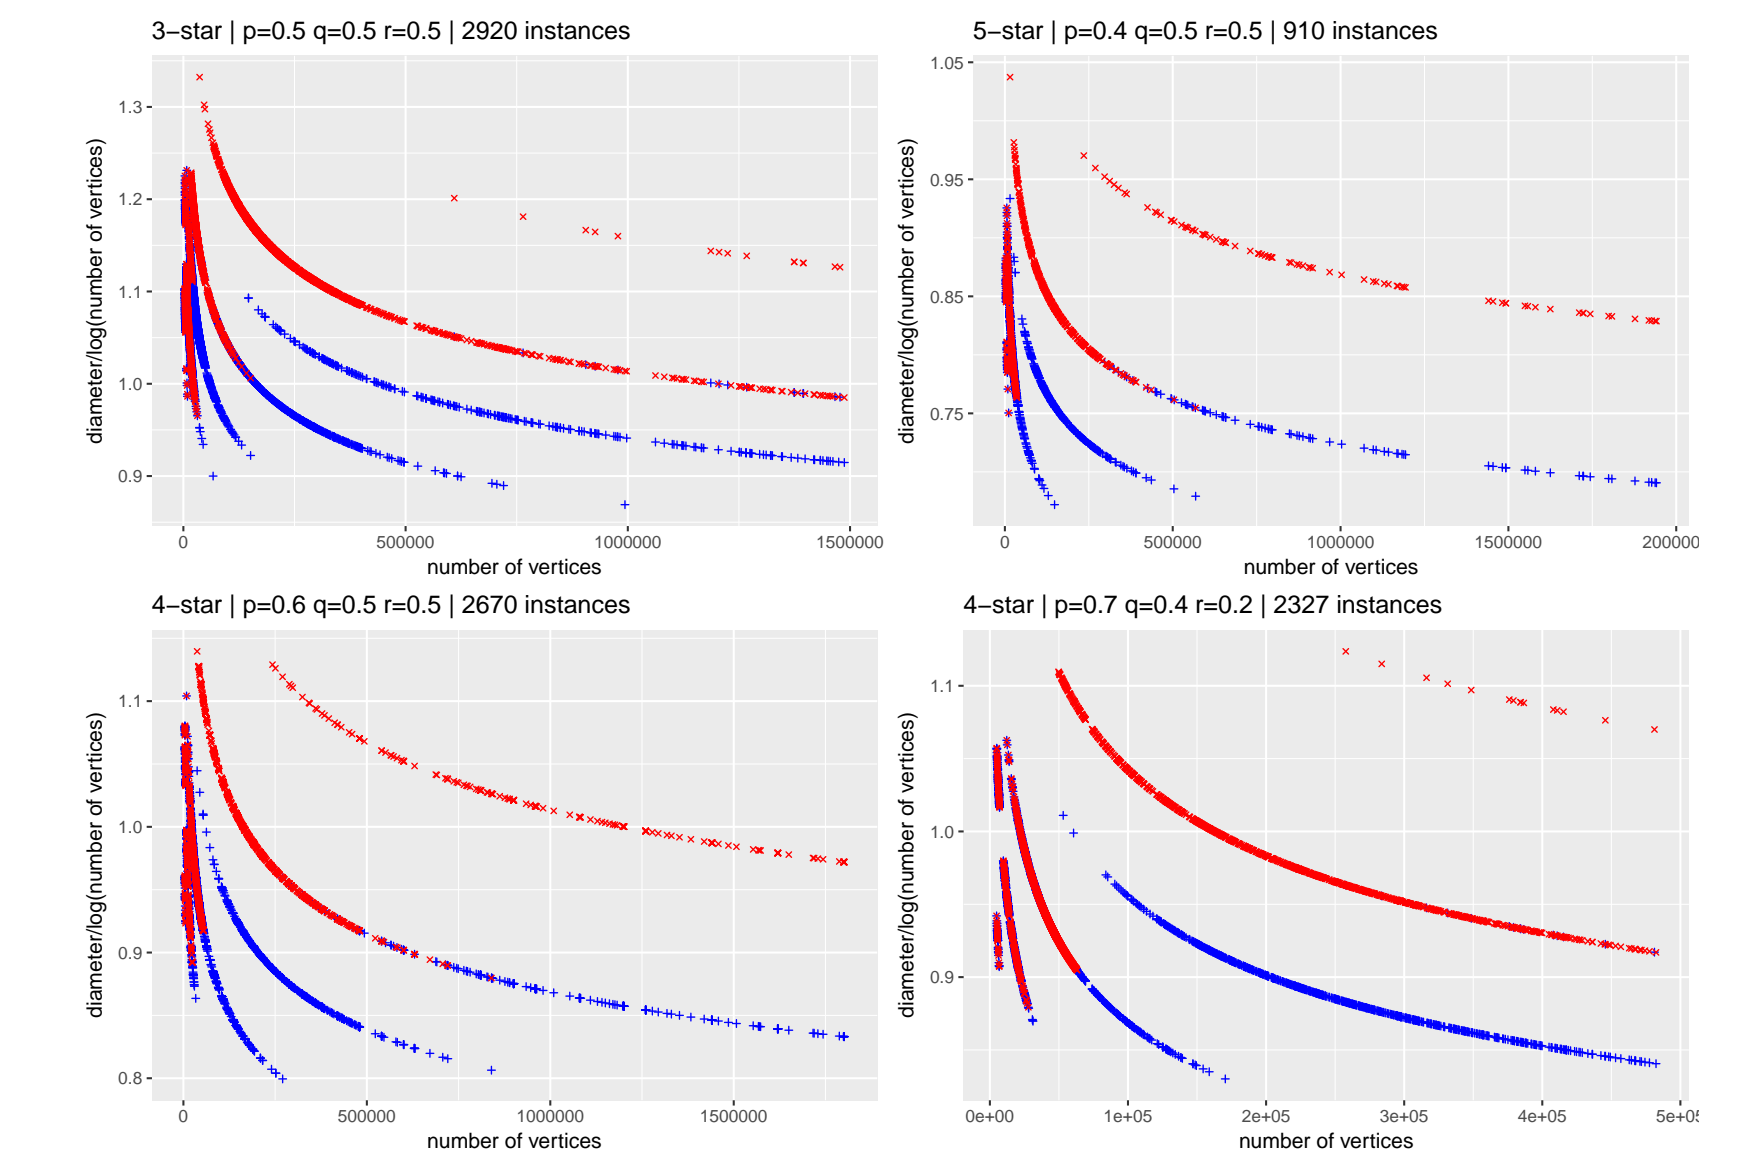 3−star | p=0.5 q=0.5 r=0.5 | 2920 instances
diameter/log(number of vertices)
1.3
1.2
1.1
1.0
0.9
0 500000 1000000 1500000
number of vertices
5−star | p=0.4 q=0.5 r=0.5 | 910 instances
diameter/log(number of vertices)
1.05
0.95
0.85
0.75
0 500000 1000000 1500000 200000
number of vertices
4−star | p=0.6 q=0.5 r=0.5 | 2670 instances
diameter/log(number of vertices)
1.1
1.0
0.9
0.8
0 500000 1000000 1500000
number of vertices
4−star | p=0.7 q=0.4 r=0.2 | 2327 instances
diameter/log(number of vertices)
1.1
1.0
0.9
0e+00 1e+05 2e+05 3e+05 4e+05 5e+0
number of vertices